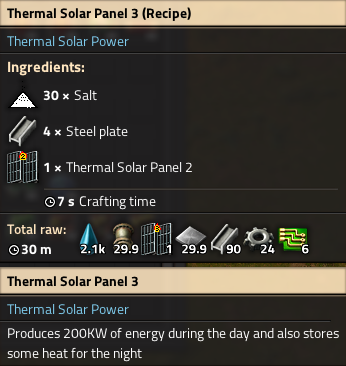 Thermal Solar Panel 3 (Recipe)
Thermal Solar Power
Ingredients:
30 × Salt
4 × Steel plate
1 × Thermal Solar Panel 2
7 s Crafting time
Total raw:
30 m 2.1k 29.9 1 29.9 90 24 6
Thermal Solar Panel 3
Thermal Solar Power
Produces 200KW of energy during the day and also stores
some heat for the night